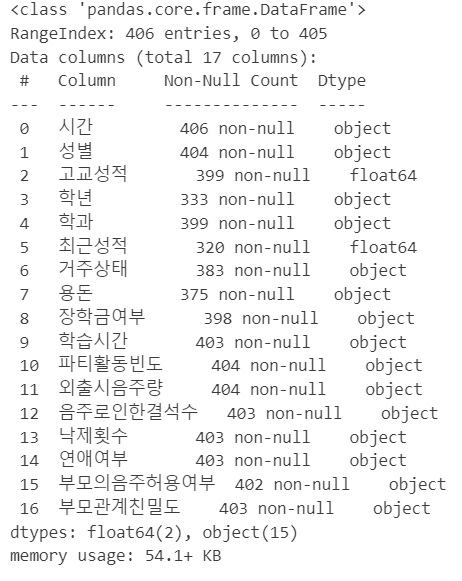 <class 'pandas.core.frame.DataFrame'>
RangeIndex: 406 entries, 0 to 405
Data columns (total 17 columns):
 #   Column     Non-Null Count  Dtype
---  ------     --------------  -----
 0   시간         406 non-null    object
 1   성별         404 non-null    object
 2   고교성적       399 non-null    float64
 3   학년         333 non-null    object
 4   학과         399 non-null    object
 5   최근성적       320 non-null    float64
 6   거주상태       383 non-null    object
 7   용돈         375 non-null    object
 8   장학금여부      398 non-null    object
 9   학습시간       403 non-null    object
 10  파티활동빈도     404 non-null    object
 11  외출시음주량     404 non-null    object
 12  음주로인한결석수   403 non-null    object
 13  낙제횟수       403 non-null    object
 14  연애여부       403 non-null    object
 15  부모의음주허용여부  402 non-null    object
 16  부모관계친밀도    403 non-null    object
dtypes: float64(2), object(15)
memory usage: 54.1+ KB